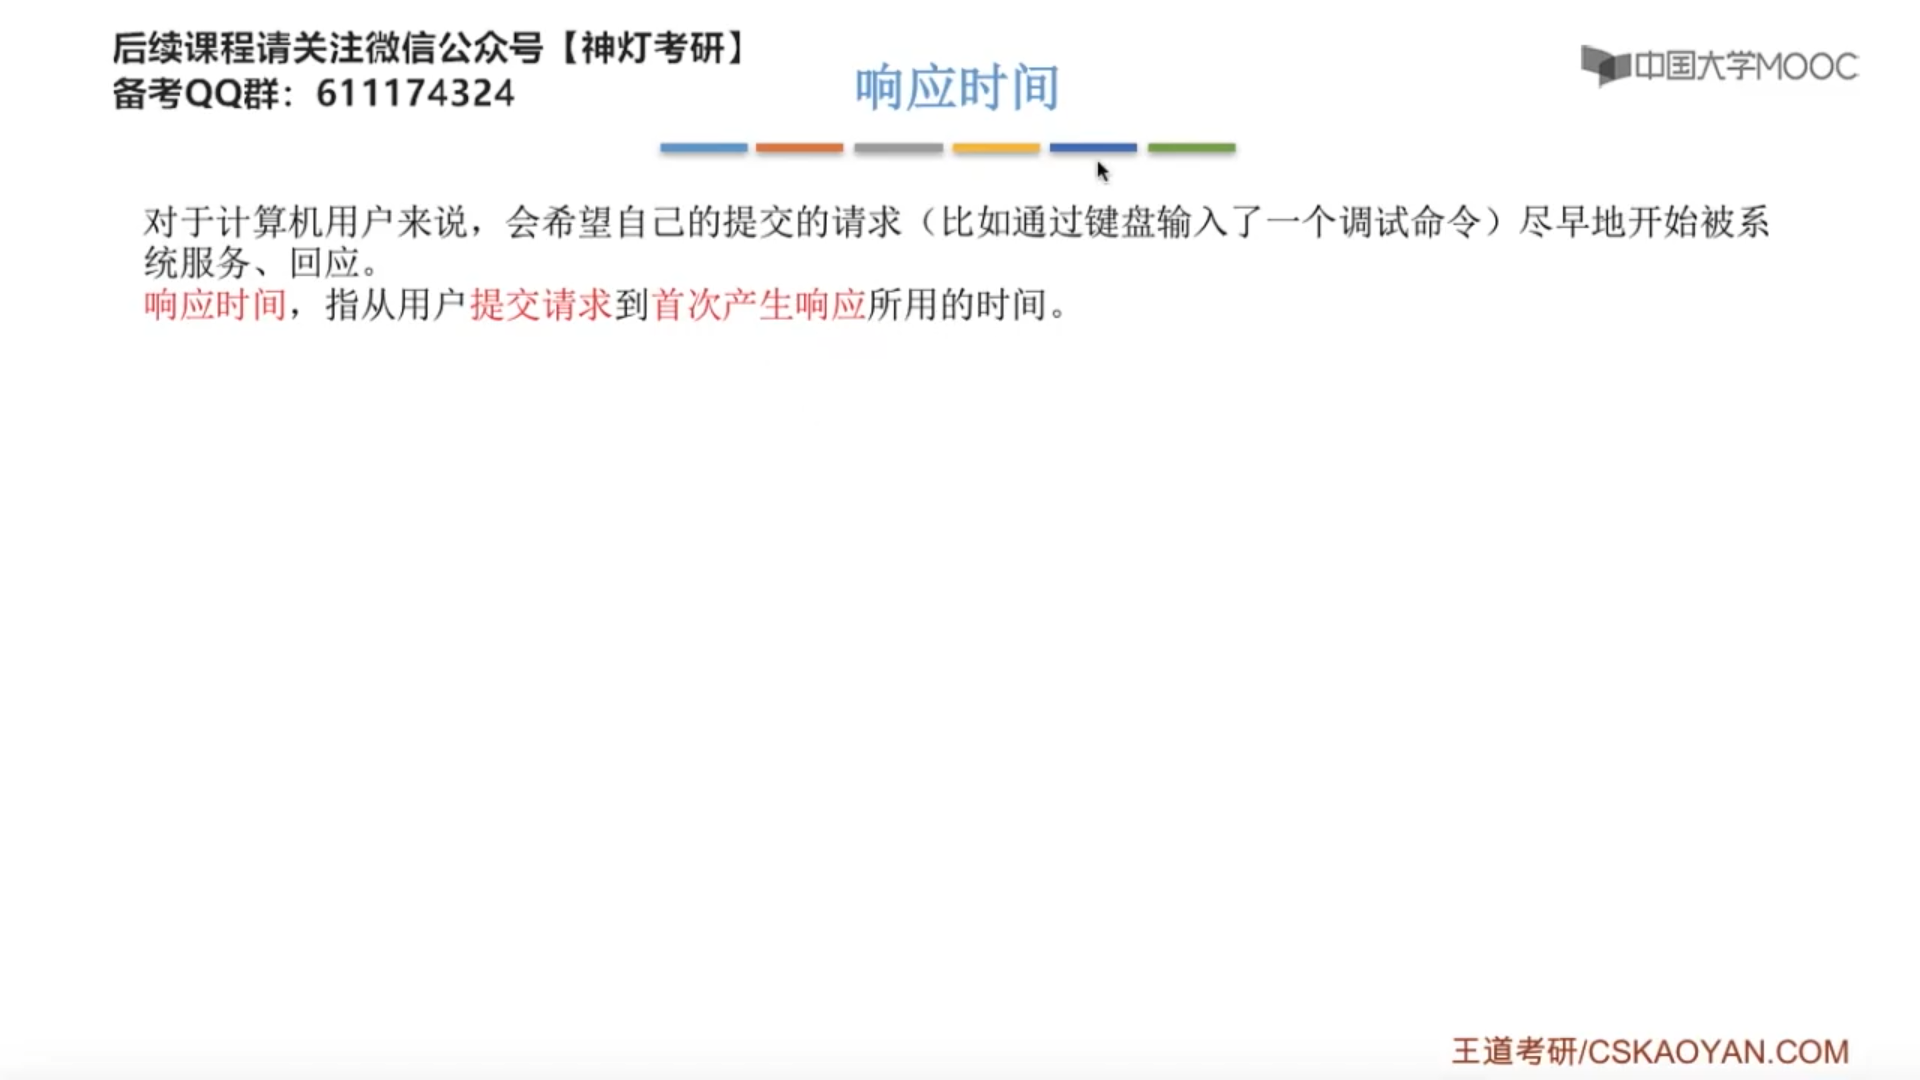 后续课程请关注微信公众号【神灯考研】
备考QQ群：611174324
响应时间
中国大学MOOC
对于计算机用户来说，会希望自己的提交的请求（比如通过键盘输入了一个调试命令）尽早地开始被系
统服务、回应。
响应时间，指从用户提交请求到首次产生响应所用的时间。
王道考研/CSKAOYAN.COM